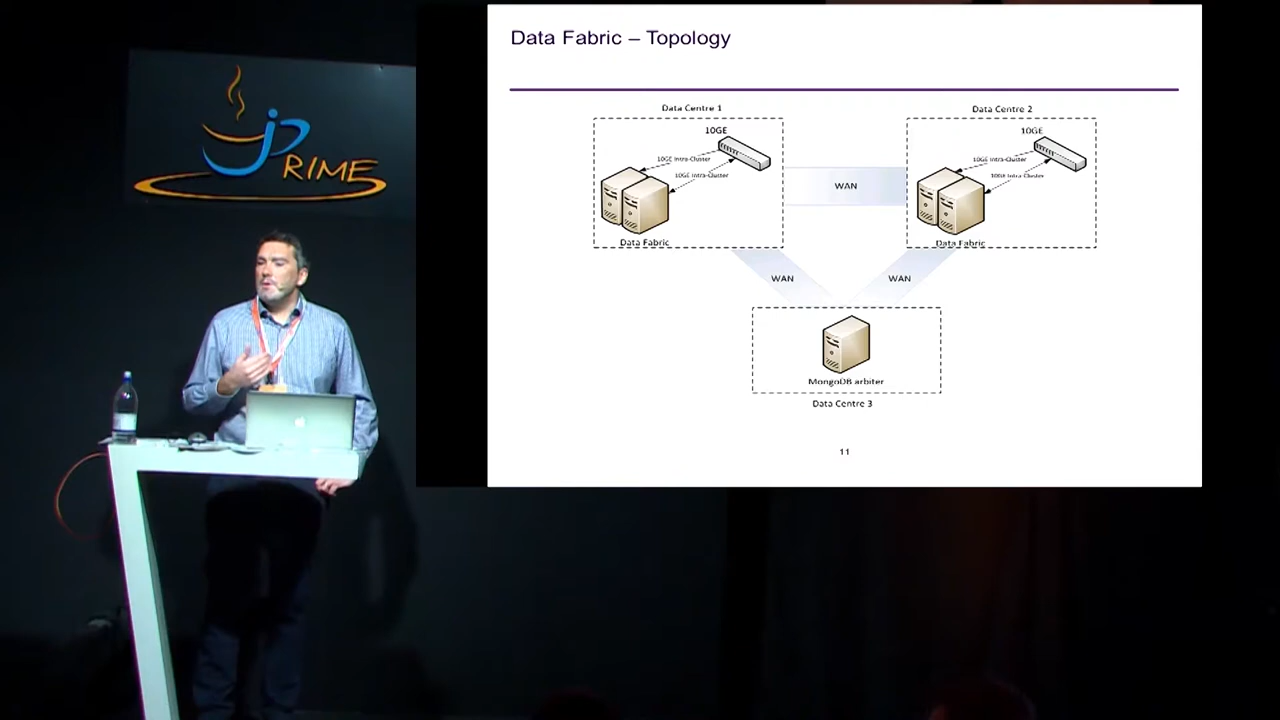 JPRIME
Data Fabric – Topology
Data Centre 1
10GE
10GE Intra-Cluster
10GE Intra-Cluster
Data Fabric
WAN
Data Centre 2
10GE
10GE Intra-Cluster
10GE Intra-Cluster
Data Fabric
WAN
WAN
MongoDB arbiter
Data Centre 3
11